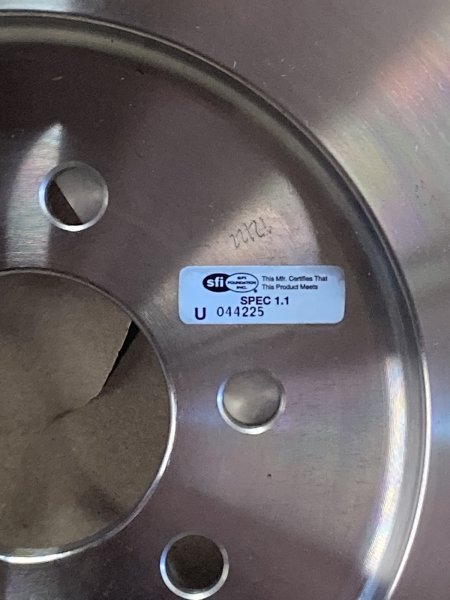 sfi SFI This Mfr. Certifies That
FOUNDATION This Product Meets
INC.
SPEC 1.1
U 044225